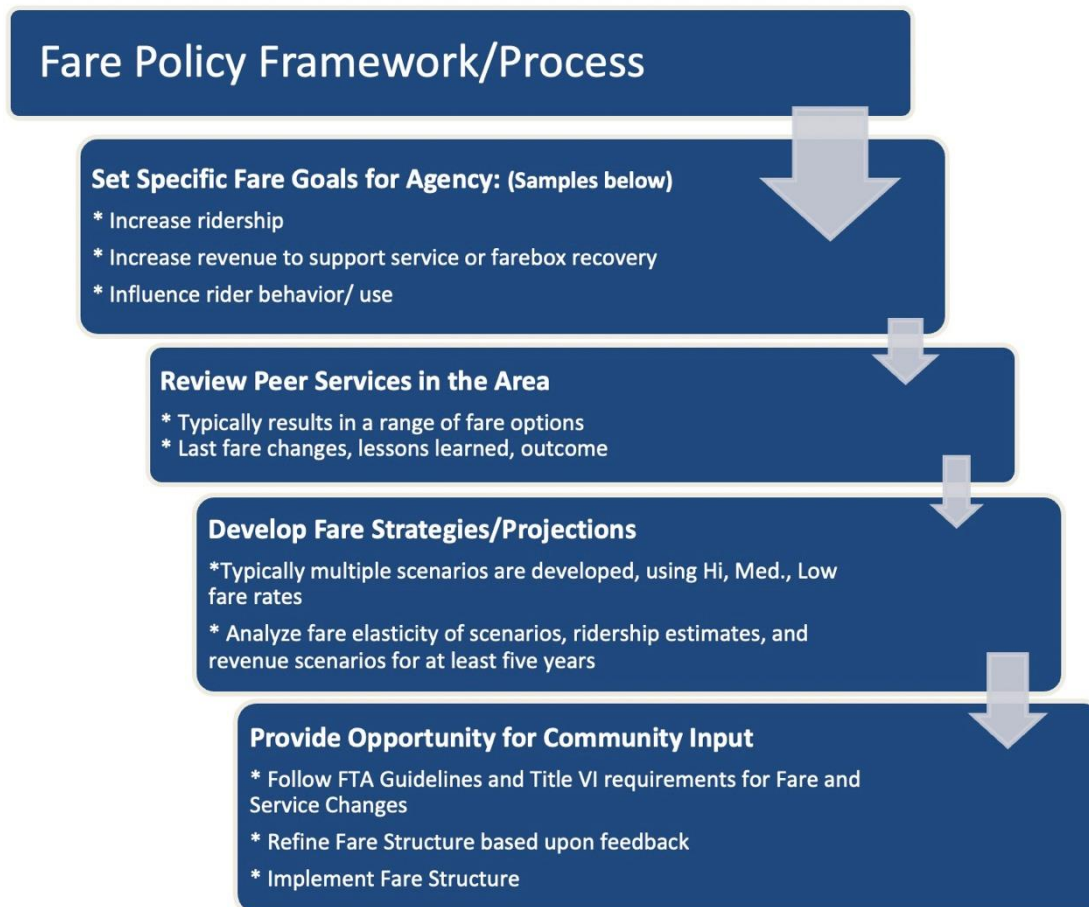 Fare Policy Framework/Process
Set Specific Fare Goals for Agency: (Samples below)
* Increase ridership
* Increase revenue to support service or farebox recovery
* Influence rider behavior/ use
Review Peer Services in the Area
* Typically results in a range of fare options
* Last fare changes, lessons learned, outcome
Develop Fare Strategies/Projections
*Typically multiple scenarios are developed, using Hi, Med., Low
fare rates
* Analyze fare elasticity of scenarios, ridership estimates, and
revenue scenarios for at least five years
Provide Opportunity for Community Input
* Follow FTA Guidelines and Title VI requirements for Fare and
Service Changes
* Refine Fare Structure based upon feedback
* Implement Fare Structure